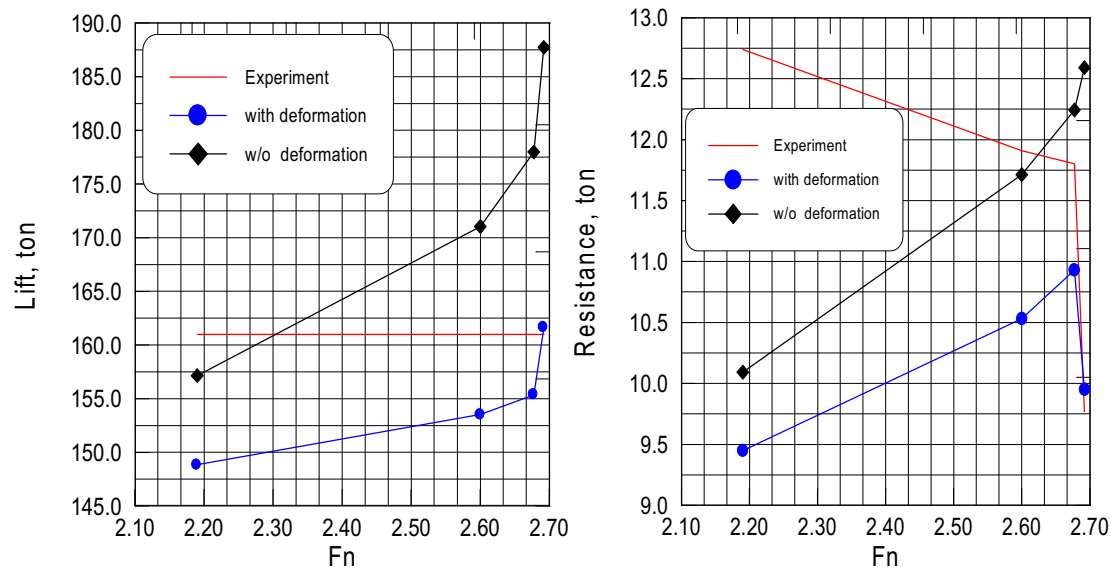 190.0
185.0
180.0
175.0
170.0
165.0
160.0
155.0
150.0
145.0
Lift, ton
Experiment
with deformation
w/o deformation
2.10 2.20 2.30 2.40 2.50 2.60 2.70
Fn
13.0
12.5
12.0
11.5
11.0
10.5
10.0
9.5
9.0
Resistance, ton
Experiment
with deformation
w/o deformation
2.10 2.20 2.30 2.40 2.50 2.60 2.70
Fn